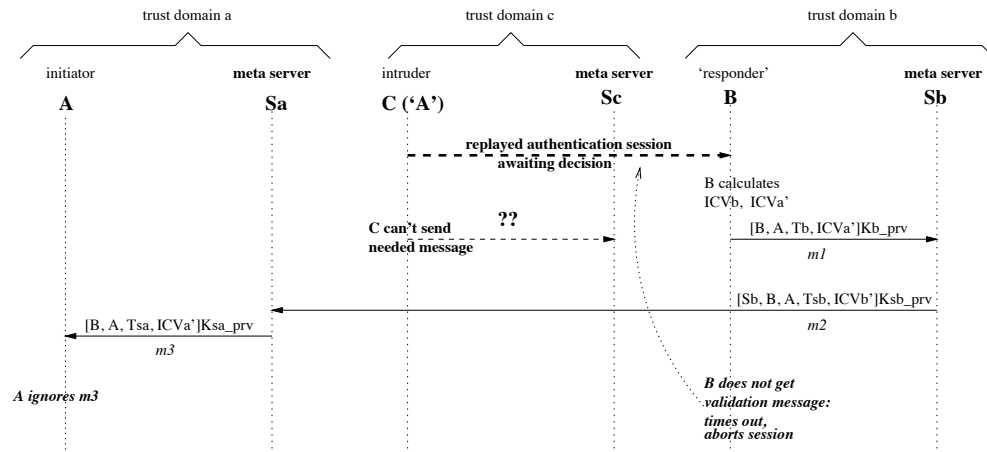 trust domain a
trust domain c
trust domain b
initiator
meta server
intruder
meta server
‘responder’
meta server
A
Sa
C (‘A’)
Sc
B
Sb
replayed authentication session
awaiting decision
B calculates
ICVb, ICVa’
C can’t send
needed message
??
[B, A, Tb, ICVa’]Kb_prv
m1
[Sb, B, A, Tsb, ICVb’]Ksb_prv
m2
[B, A, Tsa, ICVa’]Ksa_prv
m3
A ignores m3
B does not get
validation message:
times out,
aborts session